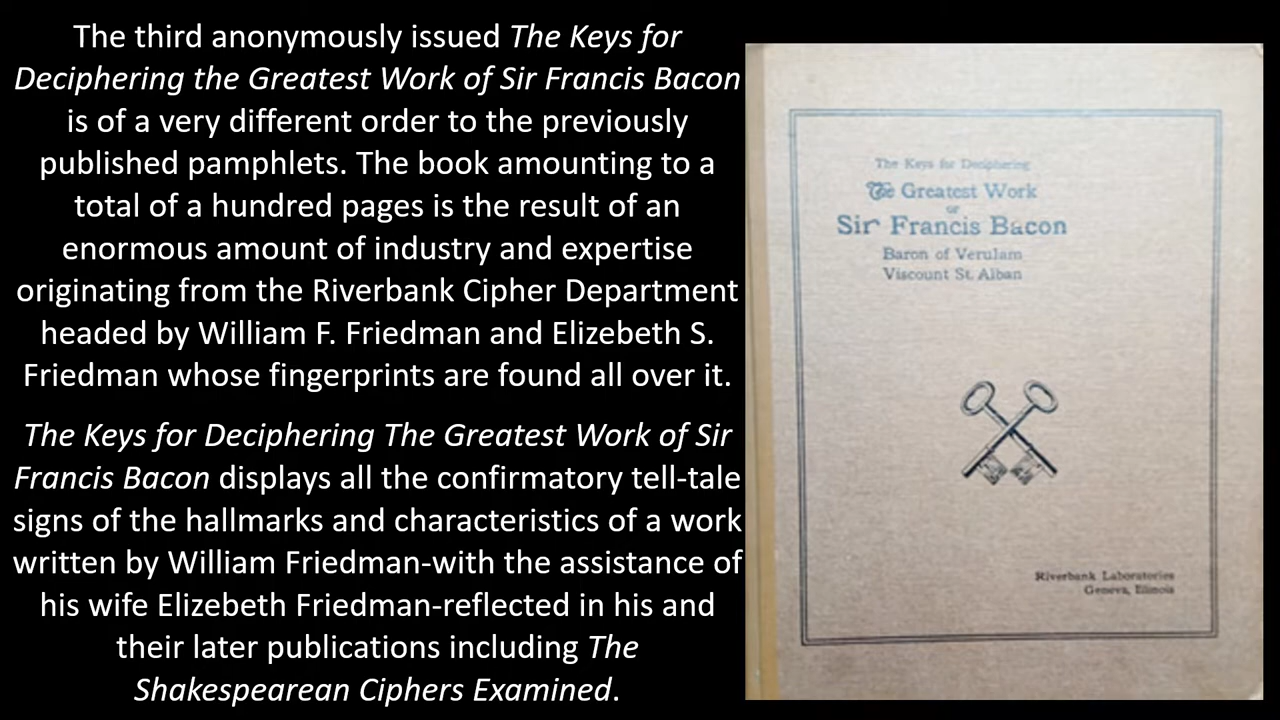 The third anonymously issued The Keys for
Deciphering the Greatest Work of Sir Francis Bacon
is of a very different order to the previously
published pamphlets. The book amounting to a
total of a hundred pages is the result of an
enormous amount of industry and expertise
originating from the Riverbank Cipher Department
headed by William F. Friedman and Elizebeth S.
Friedman whose fingerprints are found all over it.
The Keys for Deciphering The Greatest Work of Sir
Francis Bacon displays all the confirmatory tell-tale
signs of the hallmarks and characteristics of a work
written by William Friedman-with the assistance of
his wife Elizebeth Friedman-reflected in his and
their later publications including The
Shakespearean Ciphers Examined.
The Keys for Deciphering
The Greatest Work
of
Sir Francis Bacon
Baron of Verulam
Viscount St. Alban
Riverbank Laboratories
Geneva, Illinois